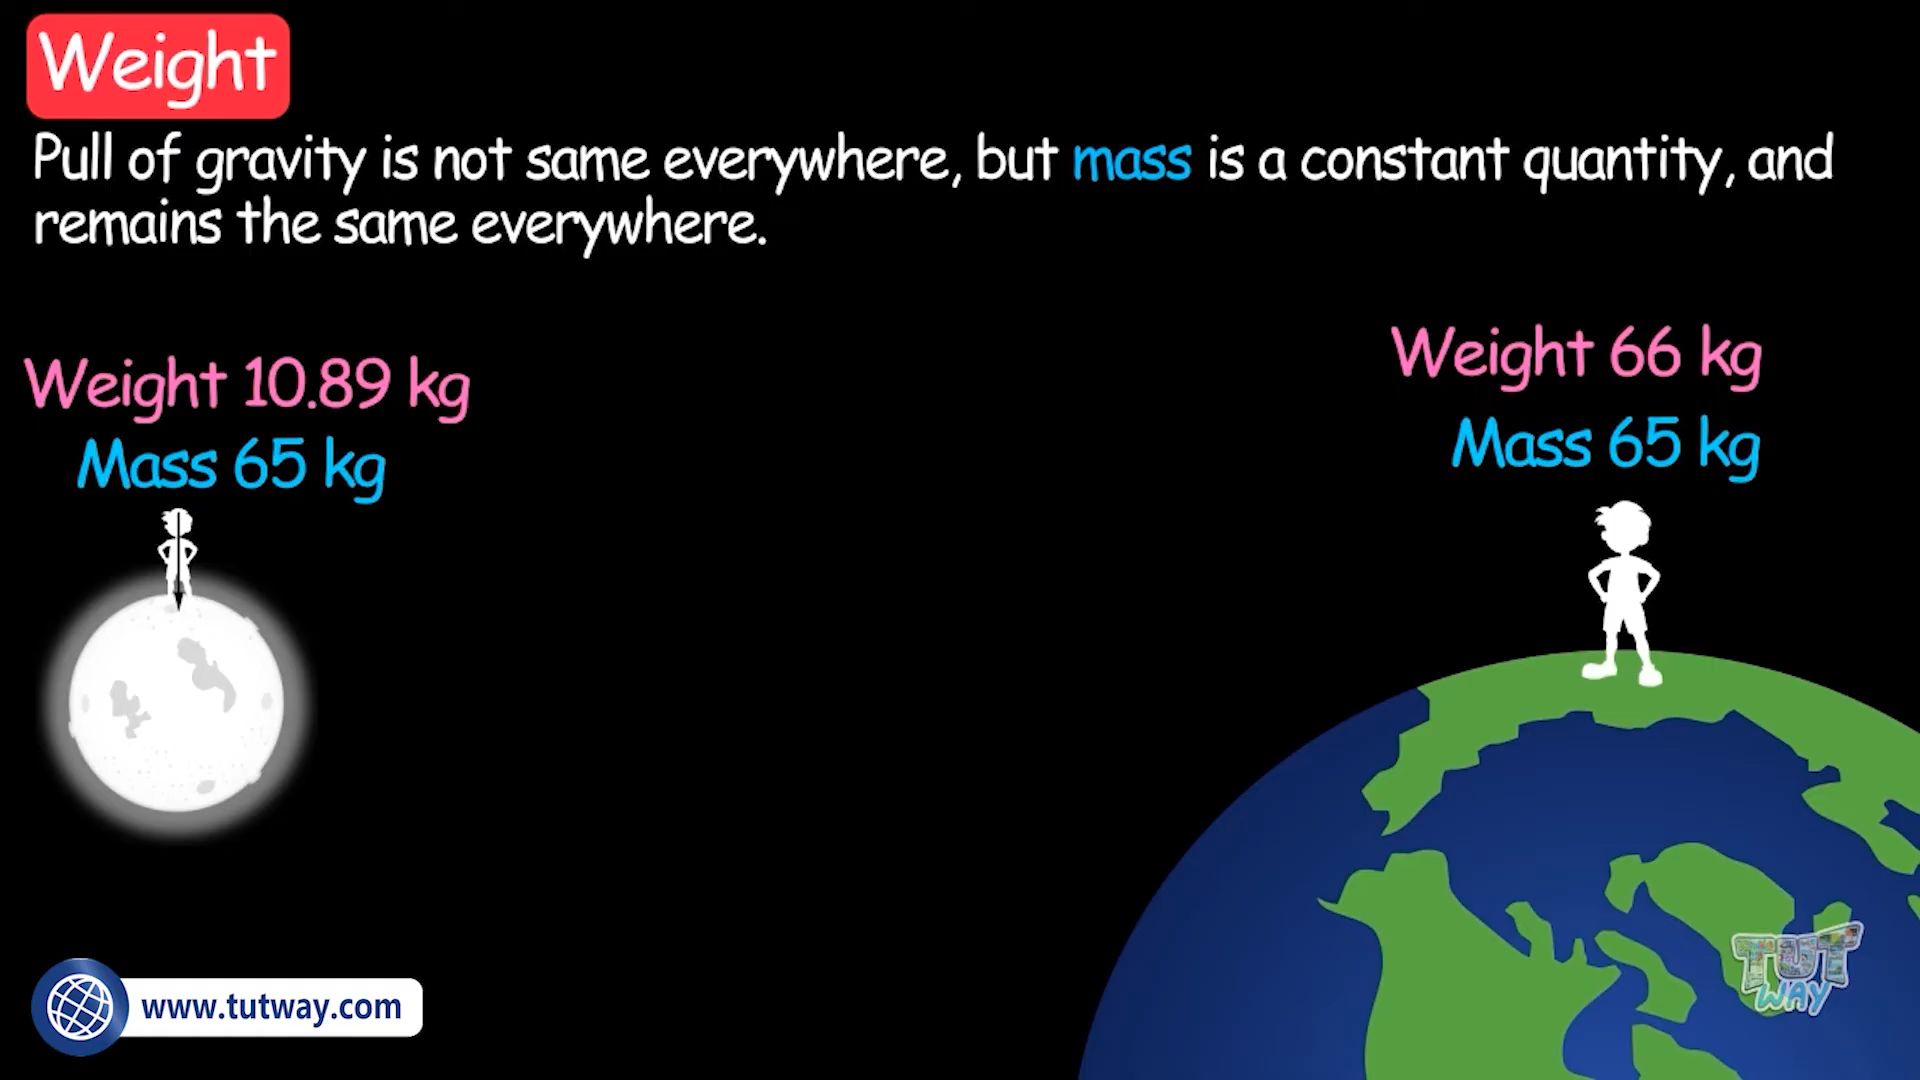 Weight
Pull of gravity is not same everywhere, but mass is a constant quantity, and
remains the same everywhere.
Weight 10.89 kg
Mass 65 kg
Weight 66 kg
Mass 65 kg
TUT
WAY
www.tutway.com